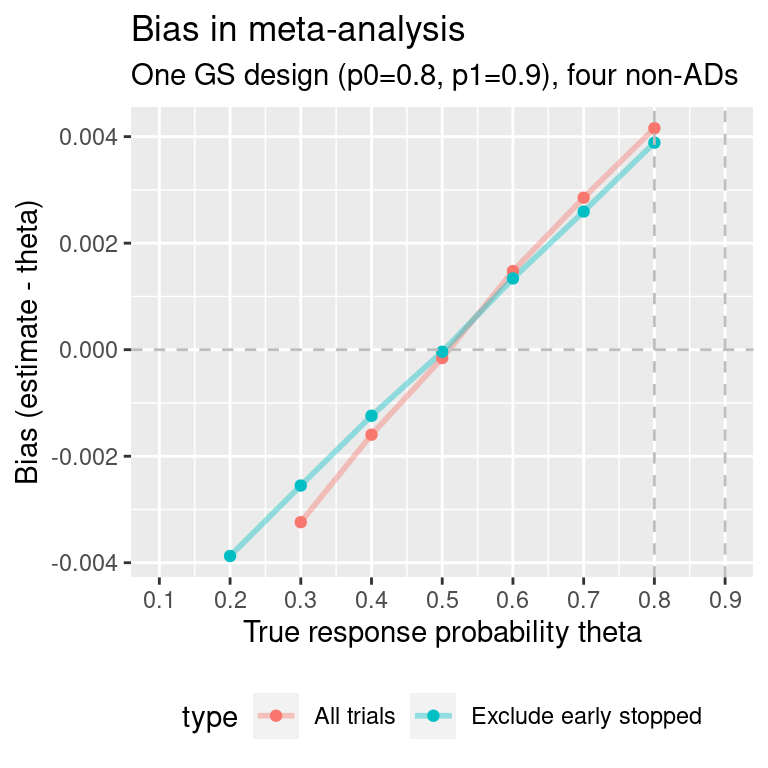 Bias in meta-analysis
One GS design (p0=0.8, p1=0.9), four non-ADs
Bias (estimate - theta)
0.004
0.002
0.000
-0.002
-0.004
0.1 0.2 0.3 0.4 0.5 0.6 0.7 0.8 0.9
True response probability theta
type All trials Exclude early stopped